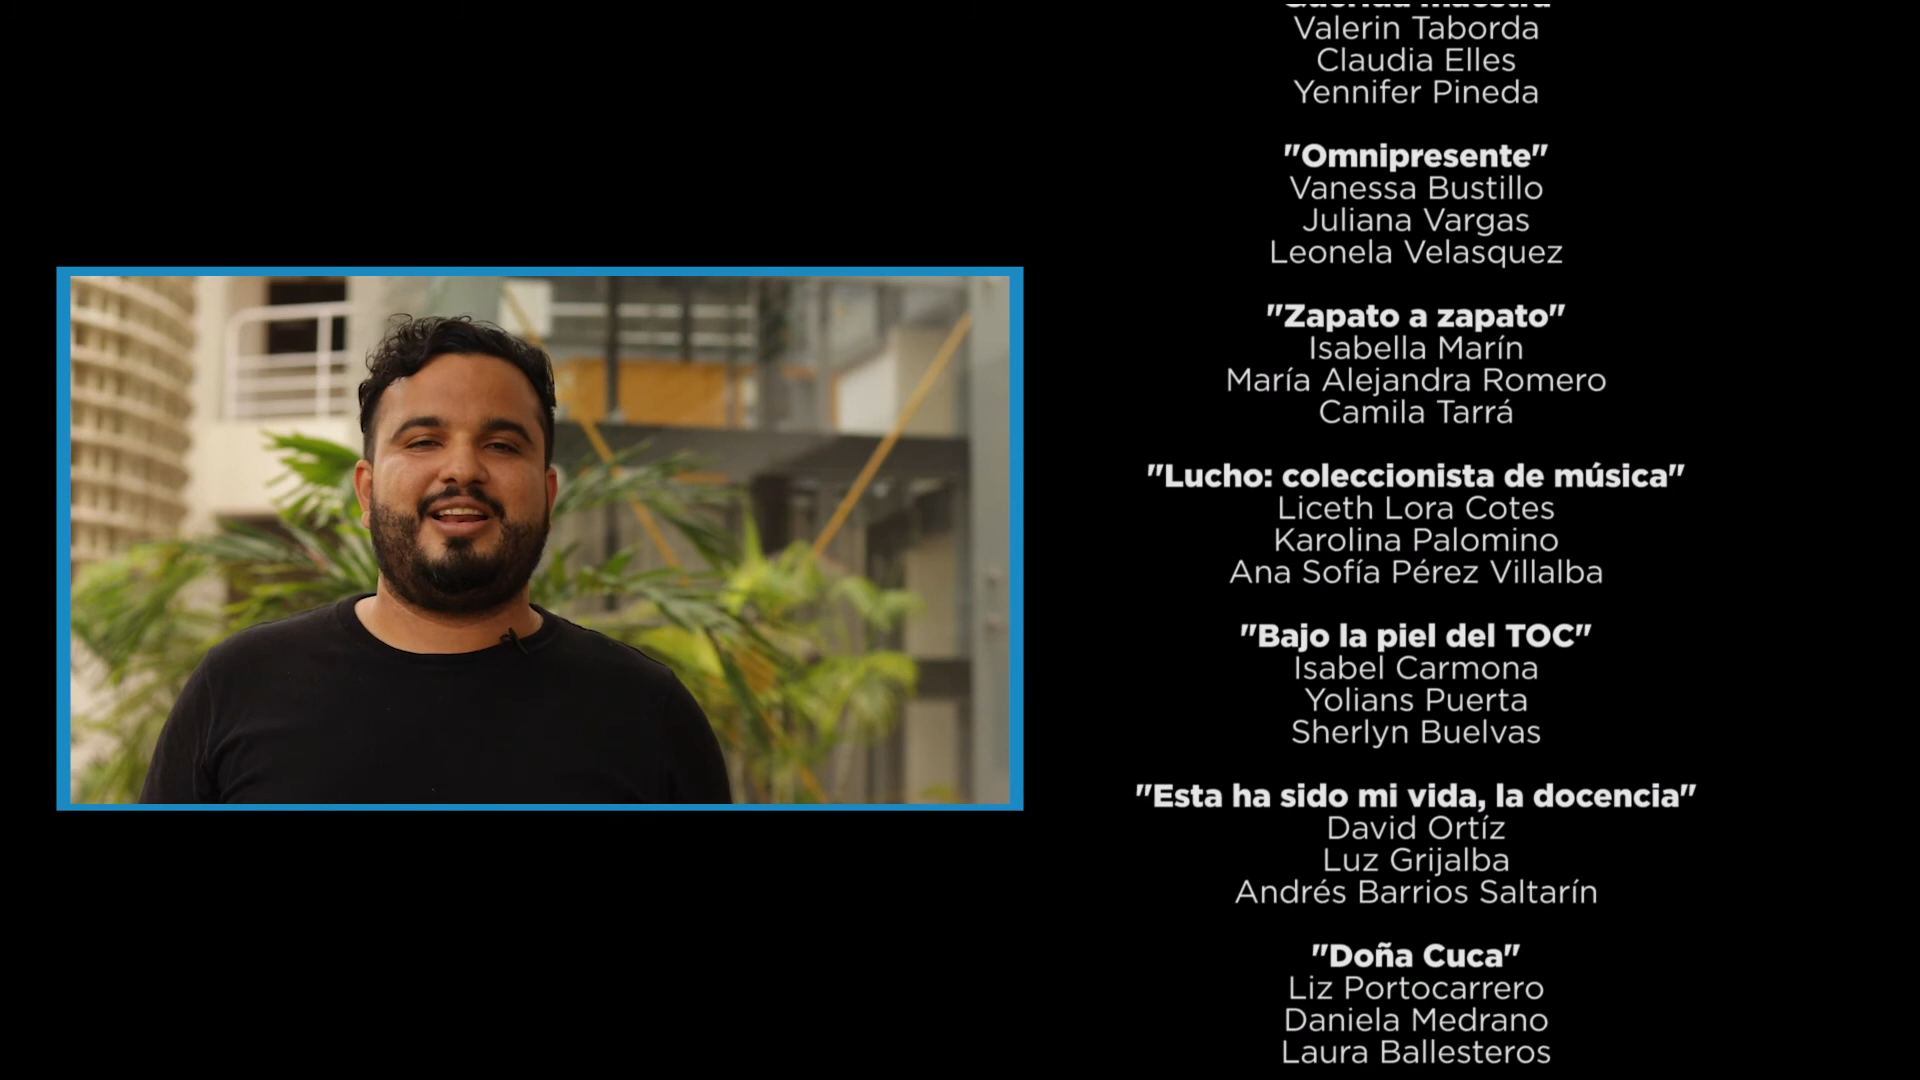 Valerin Taborda
Claudia Elles
Yennifer Pineda
"Omnipresente"
Vanessa Bustillo
Juliana Vargas
Leonela Velasquez
"Zapato a zapato"
Isabella Marín
María Alejandra Romero
Camila Tarrá
"Lucho: coleccionista de música"
Liceth Lora Cotes
Karolina Palomino
Ana Sofía Pérez Villalba
"Bajo la piel del TOC"
Isabel Carmona
Yolians Puerta
Sherlyn Buelvas
"Esta ha sido mi vida, la docencia"
David Ortíz
Luz Grijalba
Andrés Barrios Saltarín
"Doña Cuca"
Liz Portocarrero
Daniela Medrano
Laura Ballesteros